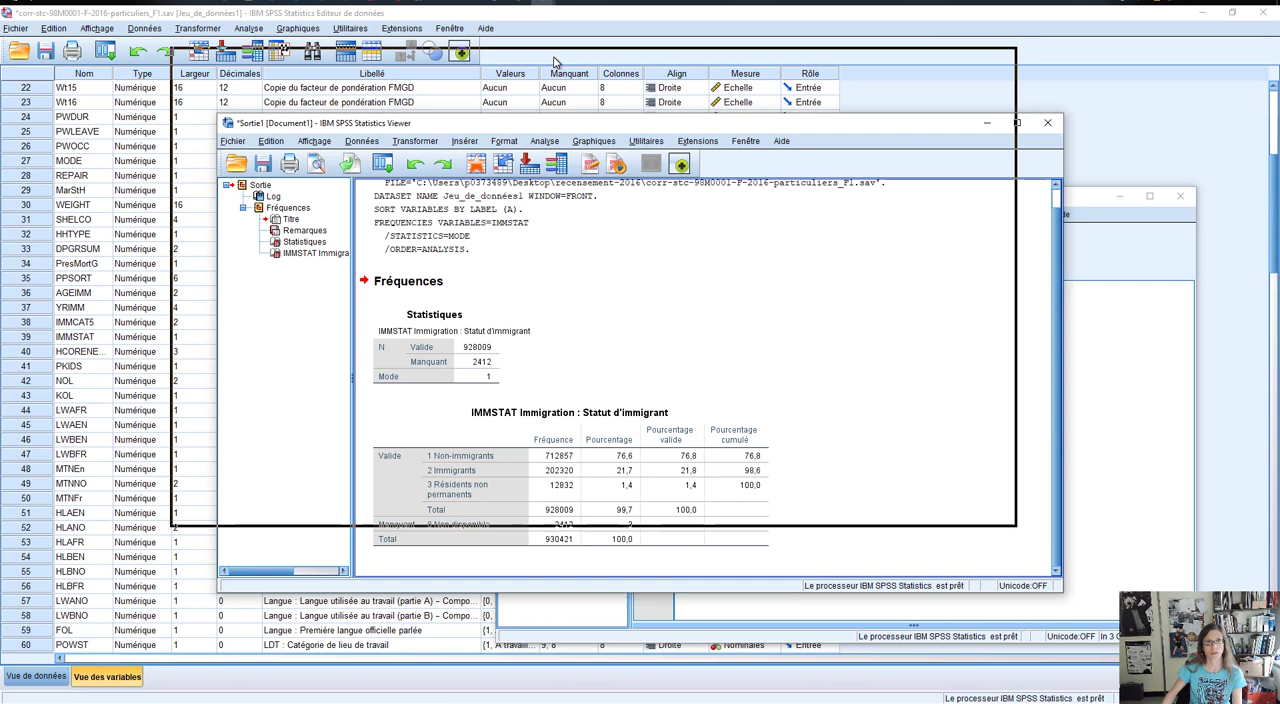 *corr-stc-98M0001-F-2016-particuliers_F1.sav [Jeu_de_données1] - IBM SPSS Statistics Editeur de données
Fichier Edition Affichage Données Transformer Analyse Graphiques Utilitaires Extensions Fenêtre Aide
Nom Type Largeur Décimales Libellé Valeurs Manquant Colonnes Align Mesure Rôle
22 Wt15 Numérique 16 12 Copie du facteur de pondération FMGD Aucun Aucun 8 Droite Echelle Entrée
23 Wt16 Numérique 16 12 Copie du facteur de pondération FMGD Aucun Aucun 8 Droite Echelle Entrée
24 PWDUR Numérique 1
25 PWLEAVE Numérique 1
26 PWOCC Numérique 1
27 MODE Numérique 1
28 REPAIR Numérique 1
29 MarStH Numérique 1
30 WEIGHT Numérique 16
31 SHELCO Numérique 4
32 HHTYPE Numérique 1
33 DPGRSUM Numérique 2
34 PresMortG Numérique 1
35 PPSORT Numérique 6
36 AGEIMM Numérique 2
37 YRIMM Numérique 4
38 IMMCAT5 Numérique 2
39 IMMSTAT Numérique 1
40 HCORENE... Numérique 3
41 PKIDS Numérique 1
42 NOL Numérique 2
43 KOL Numérique 1
44 LWAFR Numérique 1
45 LWAEN Numérique 1
46 LWBEN Numérique 1
47 LWBFR Numérique 1
48 MTNEn Numérique 1
49 MTNNO Numérique 2
50 MTNFr Numérique 1
51 HLAEN Numérique 1
52 HLANO Numérique 2
53 HLAFR Numérique 1
54 HLBEN Numérique 1
55 HLBNO Numérique 1
56 HLBFR Numérique 1
57 LWANO Numérique 1 0 Langue : Langue utilisée au travail (partie A) – Compo... {0,
58 LWBNO Numérique 1 0 Langue : Langue utilisée au travail (partie B) – Compo... {0,
59 FOL Numérique 1 0 Langue : Première langue officielle parlée {1,
60 POWST Numérique 1 0 LDT : Catégorie de lieu de travail {1, A travaill... 9, 8 8 Droite Nominales Entrée
Vue de données Vue des variables
*Sortie1 [Document1] - IBM SPSS Statistics Viewer
Fichier Edition Affichage Données Transformer Insérer Format Analyse Graphiques Utilitaires Extensions Fenêtre Aide
Sortie
Log
Fréquences
Titre
Remarques
Statistiques
IMMSTAT Immigra
FILE='C:\Users\p0373489\Desktop\recensement-2016\corr-stc-98M0001-F-2016-particuliers_F1.sav'.
DATASET NAME Jeu_de_données1 WINDOW=FRONT.
SORT VARIABLES BY LABEL (A).
FREQUENCIES VARIABLES=IMMSTAT
/STATISTICS=MODE
/ORDER=ANALYSIS.
Fréquences
Statistiques
IMMSTAT Immigration : Statut d'immigrant
N Valide 928009
Manquant 2412
Mode 1
IMMSTAT Immigration : Statut d'immigrant
Fréquence Pourcentage Pourcentage valide Pourcentage cumulé
Valide 1 Non-immigrants 712857 76,6 76,8 76,8
2 Immigrants 202320 21,7 21,8 98,6
3 Résidents non permanents 12832 1,4 1,4 100,0
Total 928009 99,7 100,0
Manquant 8 Non disponible 2412 ,3
Total 930421 100,0
Le processeur IBM SPSS Statistics est prêt Unicode:OFF
Le processeur IBM SPSS Statistics est prêt Unicode:OFF In 3 C
Le processeur IBM SPSS Statistics est prêt